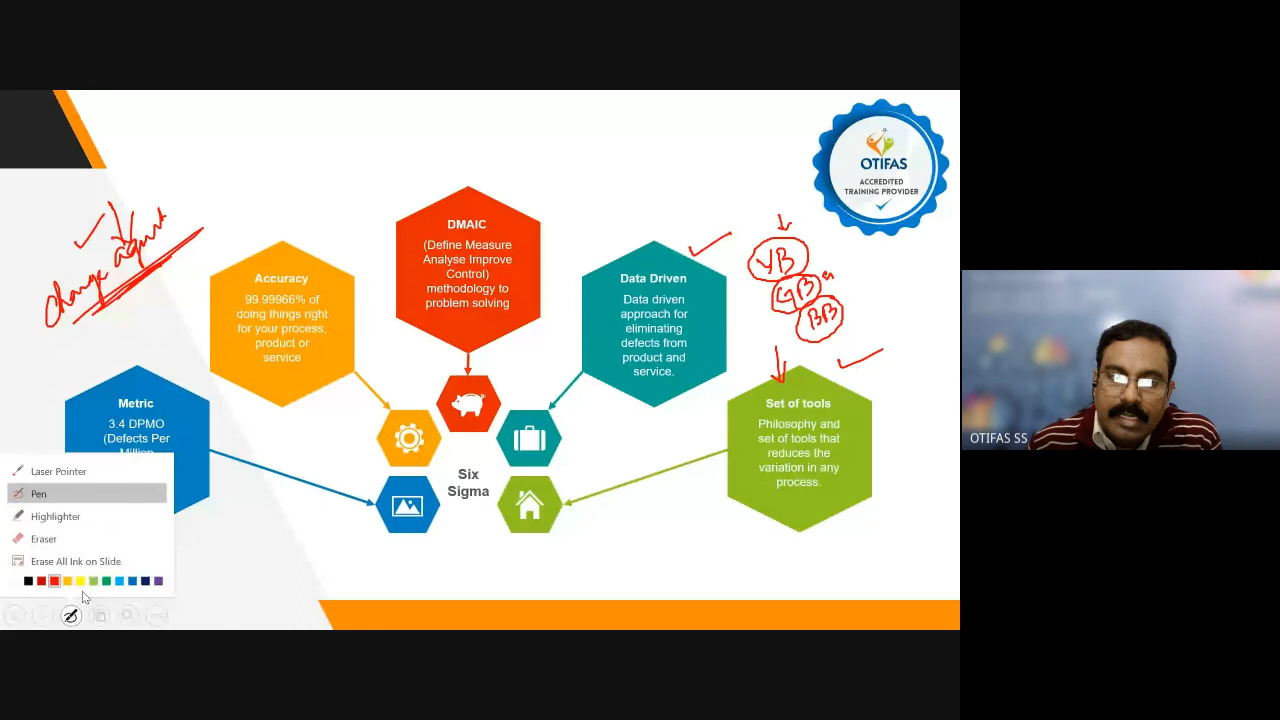 OTIFAS
ACCREDITED
TRAINING PROVIDER
DMAIC
(Define Measure
Analyse Improve
Control)
methodology to
problem solving
Accuracy
99.99966% of
doing things right
for your process,
product or
service
Data Driven
Data driven
approach for
eliminating
defects from
product and
service.
change agent
YB
GB
BB
Metric
3.4 DPMO
(Defects Per
Million
Set of tools
Philosophy and
set of tools that
reduces the
variation in any
process.
Six
Sigma
Laser Pointer
Pen
Highlighter
Eraser
Erase All Ink on Slide
OTIFAS SS